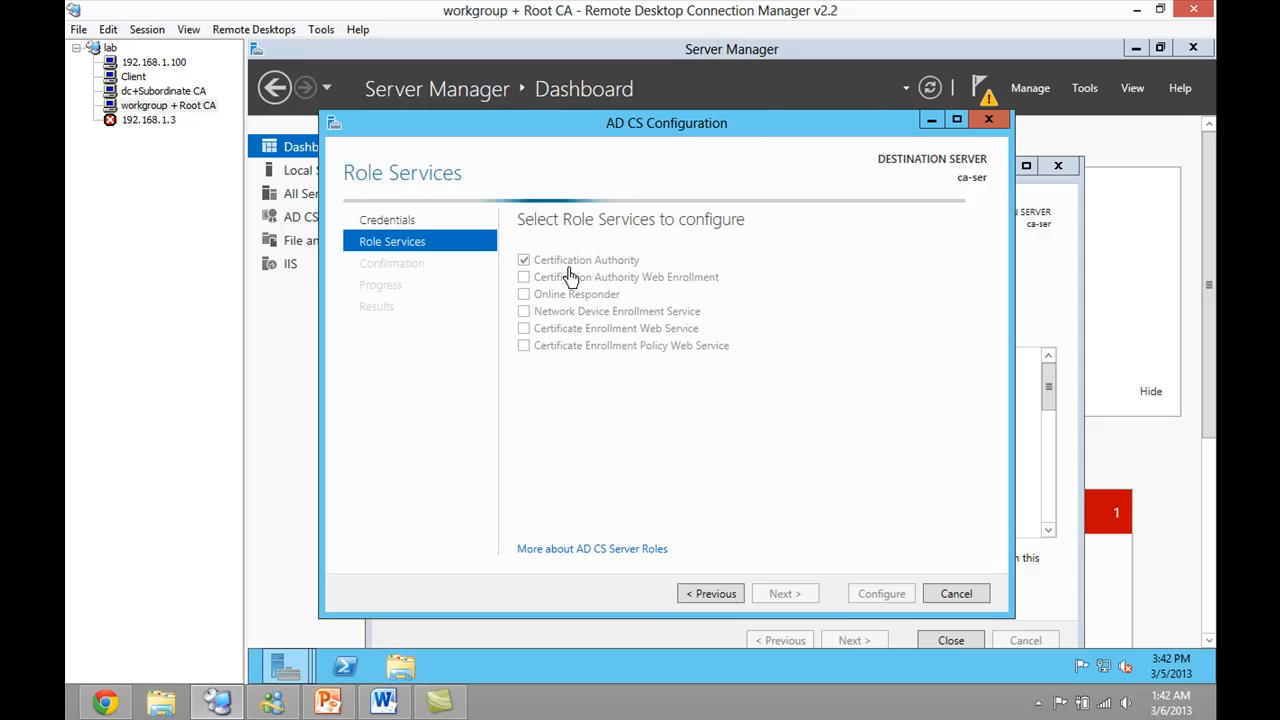 workgroup + Root CA - Remote Desktop Connection Manager v2.2
File Edit Session View Remote Desktops Tools Help
lab
192.168.1.100
Client
dc+Subordinate CA
workgroup + Root CA
192.168.1.3
Server Manager
Server Manager Dashboard
Manage Tools View Help
Dashb
Local S
All Ser
AD CS
File an
IIS
AD CS Configuration
Role Services
DESTINATION SERVER
ca-ser
Credentials
Role Services
Confirmation
Progress
Results
Select Role Services to configure
Certification Authority
Certification Authority Web Enrollment
Online Responder
Network Device Enrollment Service
Certificate Enrollment Web Service
Certificate Enrollment Policy Web Service
More about AD CS Server Roles
< Previous Next > Configure Cancel
N SERVER
ca-ser
Hide
1
n this
< Previous Next > Close Cancel
3:42 PM
3/5/2013
1:42 AM
3/6/2013